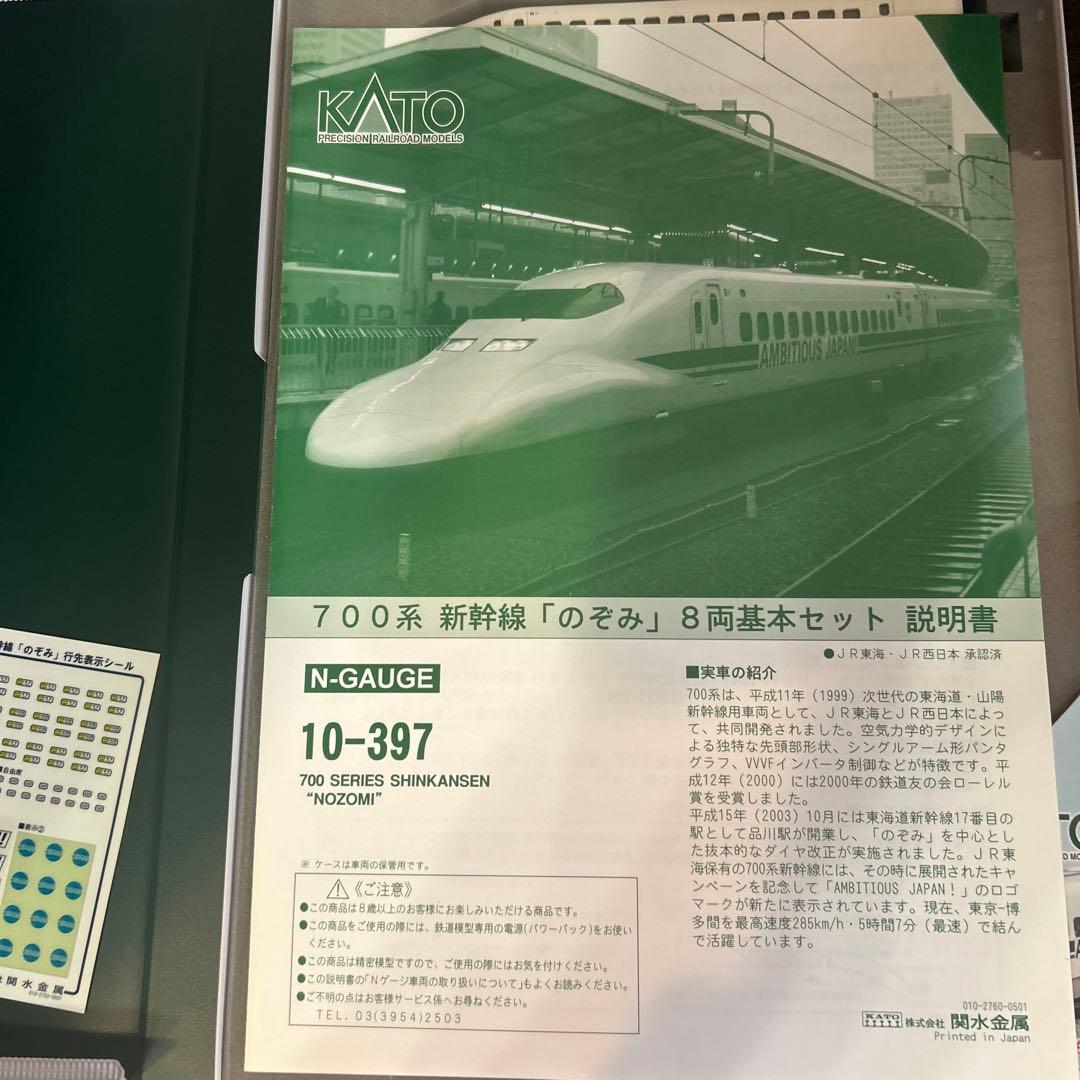 KATO
PRECISION RAILROAD MODELS
AMBITIOUS JAPAN!
700系 新幹線「のぞみ」8両基本セット 説明書
●JR東海・JR西日本 承認済
N-GAUGE
10-397
700 SERIES SHINKANSEN
“NOZOMI”
※ ケースは車両の保管用です。
《ご注意》
●この商品は8歳以上のお客様にお楽しみいただける商品です。
●この商品をご使用の際には、鉄道模型専用の電源(パワーパック)をお使い
ください。
●この商品は精密模型ですので、ご使用の際にはお気を付けください。
●この説明書の「Nゲージ車両の取り扱いについて」もよくお読みください。
●ご不明の点はお客様サービス係へお尋ねください。
TEL. 03(3954)2503
■実車の紹介
700系は、平成11年（1999）次世代の東海道・山陽
新幹線用車両として、JR東海とJR西日本によっ
て、共同開発されました。空気力学的デザインに
よる独特な先頭部形状、シングルアーム形パンタ
グラフ、VVVFインバータ制御などが特徴です。平
成12年（2000）には2000年の鉄道友の会ローレル
賞を受賞しました。
平成15年（2003）10月には東海道新幹線17番目の
駅として品川駅が開業し、「のぞみ」を中心とし
た抜本的なダイヤ改正が実施されました。JR東
海保有の700系新幹線には、その時に展開されたキャ
ンペーンを記念して「AMBITIOUS JAPAN！」のロゴ
マークが新たに表示されています。現在、東京-博
多間を最高速度285km/h・5時間7分（最速）で結ん
で活躍しています。
010-2760-0501
KATO 株式会社 関水金属
Printed in Japan
線「のぞみ」行先表示シール
■自由席
■表示②
関水金属